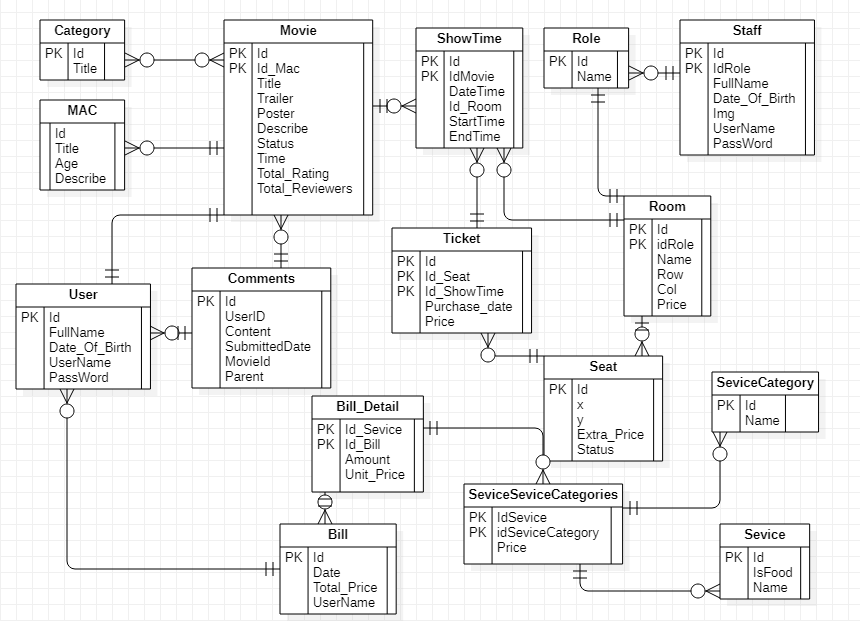 Category
PK Id
Title
MAC
Id
Title
Age
Describe
Movie
PK Id
PK Id_Mac
Title
Trailer
Poster
Describe
Status
Time
Total_Rating
Total_Reviewers
ShowTime
PK Id
PK IdMovie
DateTime
Id_Room
StartTime
EndTime
Role
PK Id
Name
Staff
PK Id
PK IdRole
FullName
Date_Of_Birth
Img
UserName
PassWord
Room
PK Id
PK idRole
Name
Row
Col
Price
Ticket
PK Id
PK Id_Seat
PK Id_ShowTime
Purchase_date
Price
User
PK Id
FullName
Date_Of_Birth
UserName
PassWord
Comments
PK Id
UserID
Content
SubmittedDate
MovieId
Parent
Seat
PK Id
x
y
Extra_Price
Status
SeviceCategory
PK Id
Name
Bill_Detail
PK Id_Sevice
PK Id_Bill
Amount
Unit_Price
SeviceSeviceCategories
PK IdSevice
PK idSeviceCategory
Price
Bill
PK Id
Date
Total_Price
UserName
Sevice
PK Id
IsFood
Name